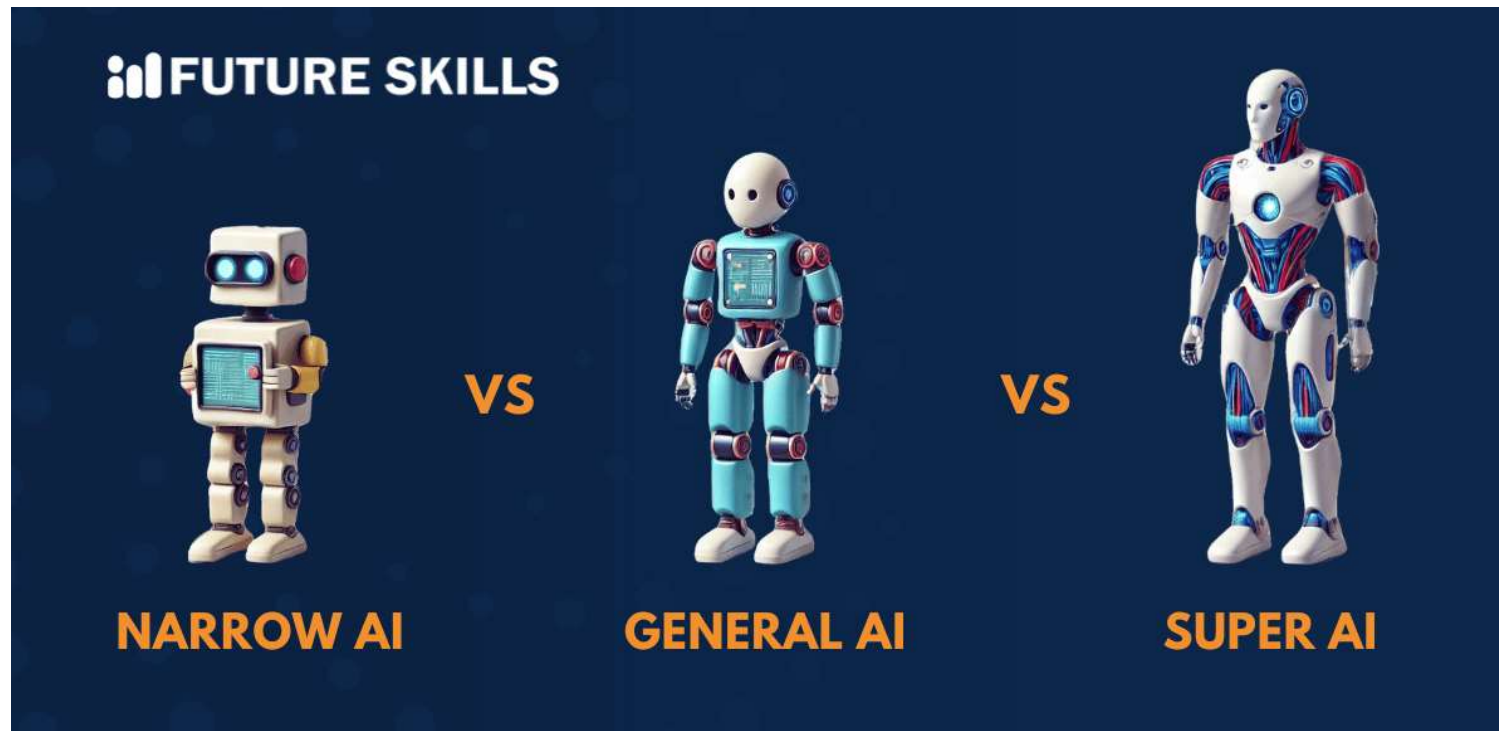 FUTURE SKILLS
VS
VS
NARROW AI
GENERAL AI
SUPER AI